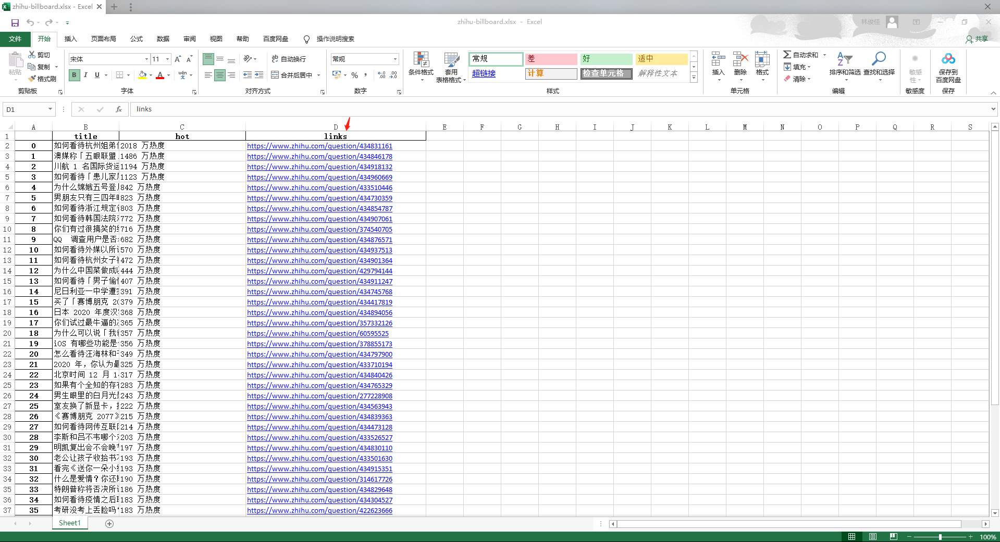 zhihu-billboard.xlsx - Excel
zhihu-billboard.xlsx - Excel
林俊佳
文件 开始 插入 页面布局 公式 数据 审阅 视图 帮助 百度网盘 操作说明搜索 共享
粘贴 剪切 复制 格式刷 剪贴板
宋体 11 B I U A wén 字体
ab 自动换行 合并后居中 对齐方式
常规 % 数字
条件格式 套用 表格格式
常规 差 好 适中
超链接 计算 检查单元格 解释性文本
样式
插入 删除 格式 单元格
自动求和 填充 清除 排序和筛选 查找和选择 编辑
敏感性 敏感度
保存到 百度网盘 保存
D1 fx links
A B C D E F G H I J K L M N O P Q R S
1 title hot links
2 0 如何看待杭州姐弟 2018 万热度 https://www.zhihu.com/question/434831161
3 1 澳媒称「五眼联盟 1486 万热度 https://www.zhihu.com/question/434846178
4 2 川航 1 名国际货运 1194 万热度 https://www.zhihu.com/question/434918132
5 3 如何看待「患儿家 1123 万热度 https://www.zhihu.com/question/434960669
6 4 为什么嫦娥五号登 842 万热度 https://www.zhihu.com/question/433510446
7 5 男朋友只有三四年 823 万热度 https://www.zhihu.com/question/434730359
8 6 如何看待浙江规定 803 万热度 https://www.zhihu.com/question/434854787
9 7 如何看待韩国法院 772 万热度 https://www.zhihu.com/question/434907061
10 8 你们有过很搞笑的 716 万热度 https://www.zhihu.com/question/374540705
11 9 QQ 调查用户是否 682 万热度 https://www.zhihu.com/question/434876571
12 10 如何看待外媒以所 570 万热度 https://www.zhihu.com/question/434937513
13 11 如何看待杭州女子 472 万热度 https://www.zhihu.com/question/434901364
14 12 为什么中国菜做成 444 万热度 https://www.zhihu.com/question/429794144
15 13 如何看待「男子偷 407 万热度 https://www.zhihu.com/question/434911247
16 14 尼日利亚一中学遭 391 万热度 https://www.zhihu.com/question/434745768
17 15 买了「赛博朋克 20 379 万热度 https://www.zhihu.com/question/434417819
18 16 日本 2020 年度汉 368 万热度 https://www.zhihu.com/question/434894056
19 17 你们试过最牛逼的 365 万热度 https://www.zhihu.com/question/357332126
20 18 为什么可以说「我 357 万热度 https://www.zhihu.com/question/60595525
21 19 iOS 有哪些功能是 356 万热度 https://www.zhihu.com/question/378855173
22 20 怎么看待汪海林和 349 万热度 https://www.zhihu.com/question/434797900
23 21 2020 年，你认为最 325 万热度 https://www.zhihu.com/question/433710194
24 22 北京时间 12 月 1 317 万热度 https://www.zhihu.com/question/434840426
25 23 如果有个全知的存 283 万热度 https://www.zhihu.com/question/434765329
26 24 男生眼里的白月光 243 万热度 https://www.zhihu.com/question/277228908
27 25 室友换了新显卡， 222 万热度 https://www.zhihu.com/question/434563943
28 26 《赛博朋克 2077》 215 万热度 https://www.zhihu.com/question/434839363
29 27 如何看待网传互联 214 万热度 https://www.zhihu.com/question/434473128
30 28 李斯和吕不韦哪个 203 万热度 https://www.zhihu.com/question/433526527
31 29 明凯复出会不会晚 197 万热度 https://www.zhihu.com/question/434830110
32 30 老公让孩子收拾书 193 万热度 https://www.zhihu.com/question/433501630
33 31 看完《送你一朵小 193 万热度 https://www.zhihu.com/question/434915351
34 32 什么是爱情？你还 190 万热度 https://www.zhihu.com/question/314617726
35 33 特朗普称将否决所 186 万热度 https://www.zhihu.com/question/434829648
36 34 如何看待疫情之后 183 万热度 https://www.zhihu.com/question/434304527
37 35 考研没考上丢脸吗 183 万热度 https://www.zhihu.com/question/422623666
Sheet1
100%